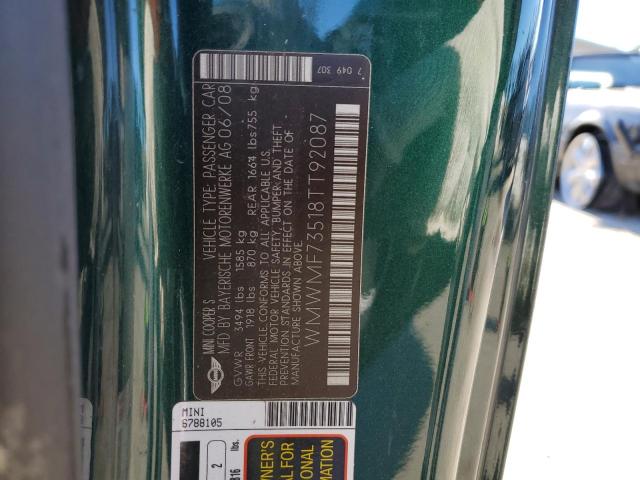 MINI COOPER S VEHICLE TYPE: PASSENGER CAR
MFD BY BAYERISCHE MOTORENWERKE AG 06/08
GVWR 3494 lbs 1585 kg
GAWR FRONT 1918 lbs 870 kg REAR 1664 lbs 755 kg
THIS VEHICLE CONFORMS TO ALL APPLICABLE U.S.
FEDERAL MOTOR VEHICLE SAFETY, BUMPER, AND THEFT
PREVENTION STANDARDS IN EFFECT ON THE DATE OF
MANUFACTURE SHOWN ABOVE.
WMWMF73518TT92087
7 049 307
MINI
6788105
2
816 lbs.